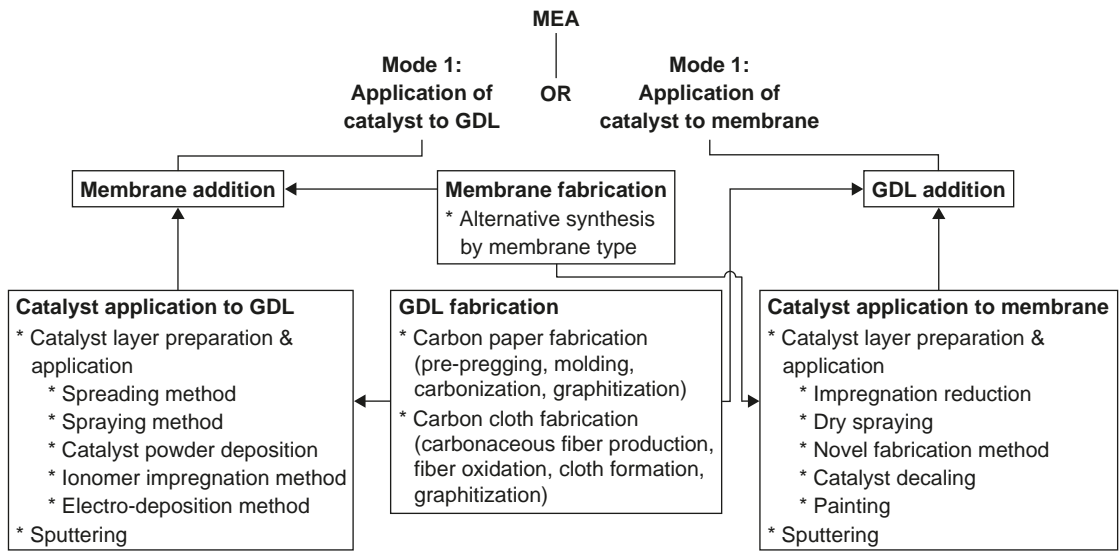 MEA
Mode 1:
Application of
catalyst to GDL
OR
Mode 1:
Application of
catalyst to membrane
Membrane addition
Membrane fabrication
* Alternative synthesis
by membrane type
GDL addition
Catalyst application to GDL
* Catalyst layer preparation &
application
* Spreading method
* Spraying method
* Catalyst powder deposition
* Ionomer impregnation method
* Electro-deposition method
* Sputtering
GDL fabrication
* Carbon paper fabrication
(pre-pregging, molding,
carbonization, graphitization)
* Carbon cloth fabrication
(carbonaceous fiber production,
fiber oxidation, cloth formation,
graphitization)
Catalyst application to membrane
* Catalyst layer preparation &
application
* Impregnation reduction
* Dry spraying
* Novel fabrication method
* Catalyst decaling
* Painting
* Sputtering